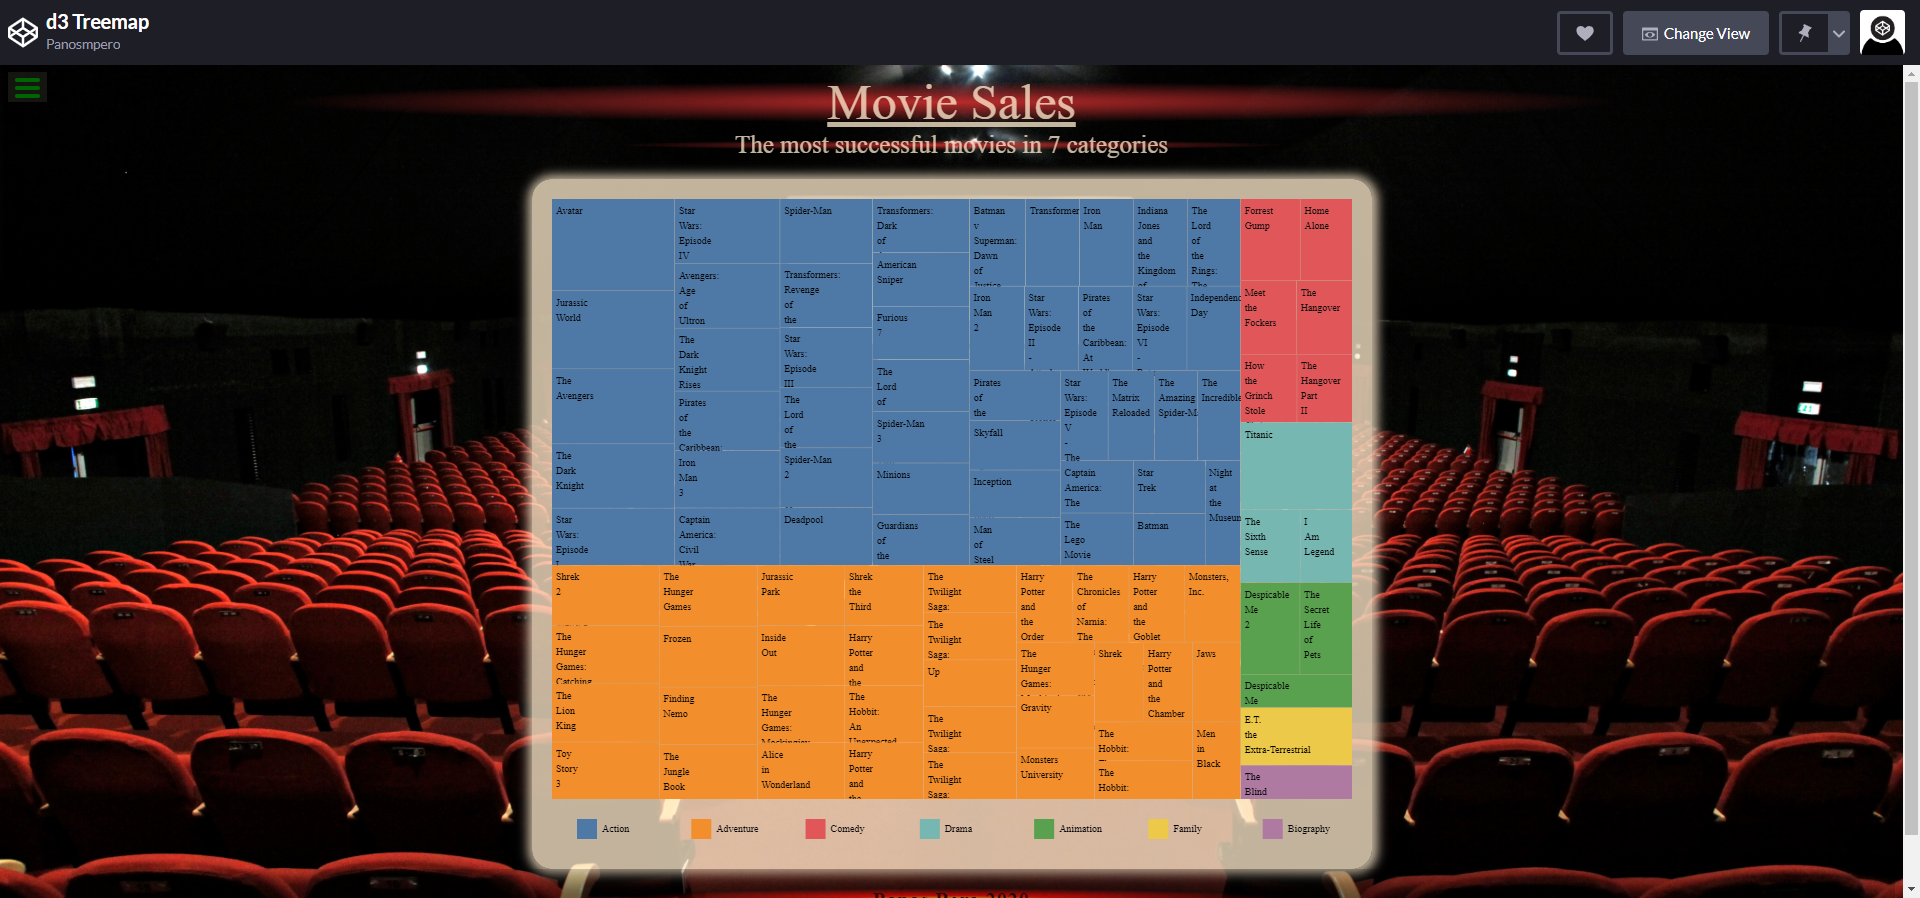 d3 Treemap
Panosmpero
Change View
Movie Sales
The most successful movies in 7 categories
Avatar
Jurassic
World
The
Avengers
The
Dark
Knight
Star
Wars:
Episode
Star
Wars:
Episode
IV
Avengers:
Age
of
Ultron
The
Dark
Knight
Rises
Pirates
of
the
Caribbean:
Iron
Man
3
Captain
America:
Civil
War
Spider-Man
Transformers:
Revenge
of
the
Star
Wars:
Episode
III
The
Lord
of
the
Spider-Man
2
Deadpool
Transformers:
Dark
of
American
Sniper
Furious
7
The
Lord
of
Spider-Man
3
Minions
Guardians
of
the
Batman
v
Superman:
Dawn
of
Justice
Transformer
Iron
Man
Indiana
Jones
and
the
Kingdom
of
The
Lord
of
the
Rings:
The
Iron
Man
2
Star
Wars:
Episode
II
-
Pirates
of
the
Caribbean:
At
Star
Wars:
Episode
VI
-
Independenc
Day
Pirates
of
the
Skyfall
Inception
Man
of
Steel
Star
Wars:
Episode
V
-
The
The
Matrix
Reloaded
The
Amazing
Spider-M
The
Incredible
Captain
America:
The
Star
Trek
Night
at
the
Museum
The
Lego
Movie
Batman
Shrek
2
The
Hunger
Games:
Catching
The
Lion
King
Toy
Story
3
The
Hunger
Games
Frozen
Finding
Nemo
The
Jungle
Book
Jurassic
Park
Inside
Out
The
Hunger
Games:
Mockingjay
Alice
in
Wonderland
Shrek
the
Third
Harry
Potter
and
the
The
Hobbit:
An
Unexpected
Harry
Potter
and
the
The
Twilight
Saga:
The
Twilight
Saga:
Up
The
Twilight
Saga:
The
Twilight
Saga:
Harry
Potter
and
the
Order
The
Chronicles
of
Narnia:
The
Harry
Potter
and
the
Goblet
Monsters,
Inc.
The
Hunger
Games:
Gravity
Monsters
University
Shrek
Harry
Potter
and
the
Chamber
Jaws
The
Hobbit:
The
Hobbit:
Men
in
Black
Forrest
Gump
Home
Alone
Meet
the
Fockers
The
Hangover
How
the
Grinch
Stole
The
Hangover
Part
II
Titanic
The
Sixth
Sense
I
Am
Legend
Despicable
Me
2
The
Secret
Life
of
Pets
Despicable
Me
E.T.
the
Extra-Terrestrial
The
Blind
Action
Adventure
Comedy
Drama
Animation
Family
Biography